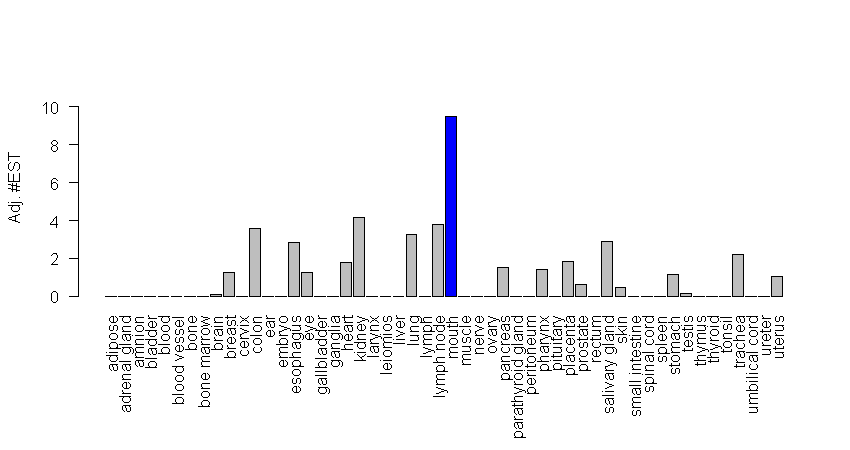 Adj. #EST
10
8
6
4
2
0
adipose
adrenal gland
amnion
bladder
blood
blood vessel
bone
bone marrow
brain
breast
cervix
colon
ear
embryo
esophagus
eye
gallbladder
ganglia
heart
kidney
larynx
leiomios
liver
lung
lymph
lymph node
mouth
muscle
nerve
ovary
pancreas
parathyroid gland
peritoneum
pharynx
pituitary
placenta
prostate
rectum
salivary gland
skin
small intestine
spinal cord
spleen
stomach
testis
thymus
thyroid
tonsil
trachea
umbilical cord
ureter
uterus